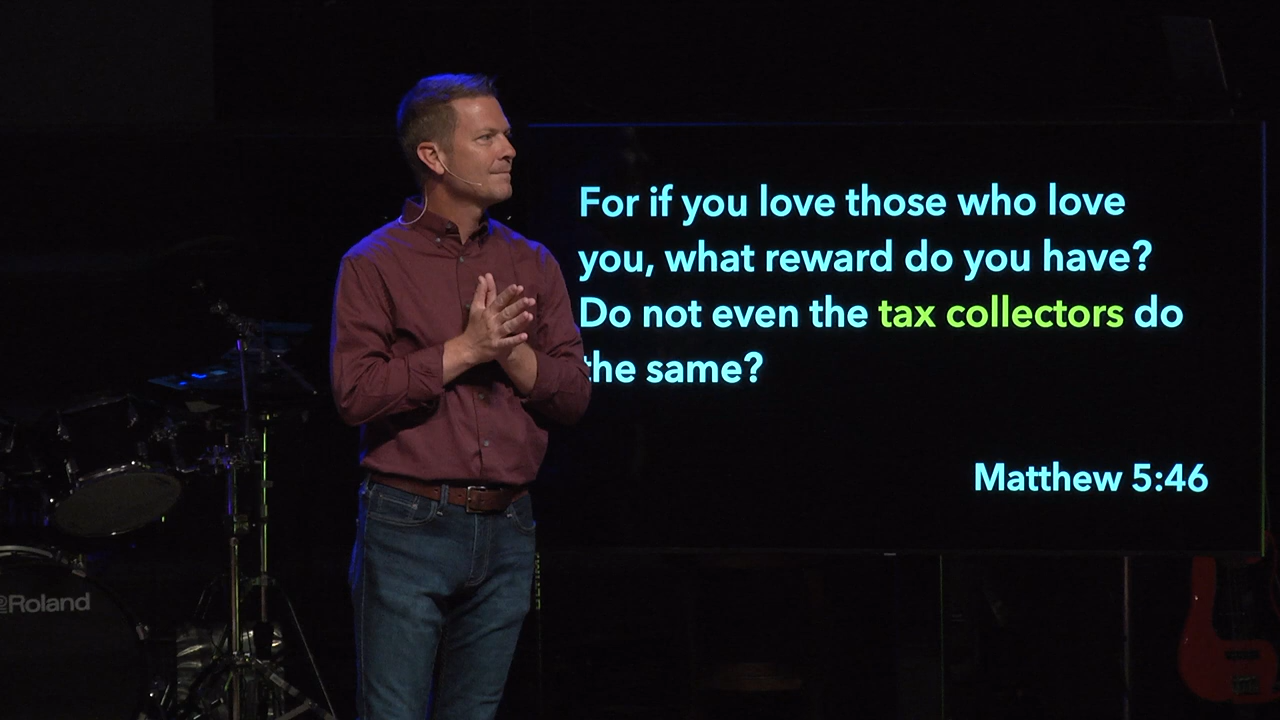 For if you love those who love
you, what reward do you have?
Do not even the tax collectors do
the same?
Matthew 5:46
Roland